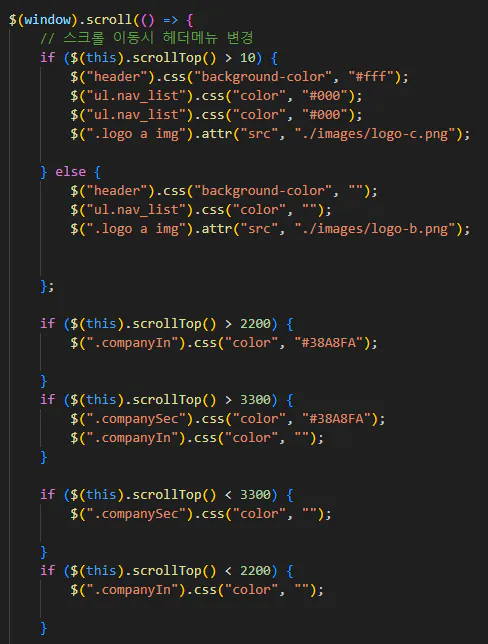 $(window).scroll(() => {
// 스크롤 이동시 헤더메뉴 변경
if ($(this).scrollTop() > 10) {
$("header").css("background-color", "#fff");
$("ul.nav_list").css("color", "#000");
$("ul.nav_list").css("color", "#000");
$(".logo a img").attr("src", "./images/logo-c.png");
} else {
$("header").css("background-color", "");
$("ul.nav_list").css("color", "");
$(".logo a img").attr("src", "./images/logo-b.png");
};
if ($(this).scrollTop() > 2200) {
$(".companyIn").css("color", "#38A8FA");
}
if ($(this).scrollTop() > 3300) {
$(".companySec").css("color", "#38A8FA");
$(".companyIn").css("color", "");
}
if ($(this).scrollTop() < 3300) {
$(".companySec").css("color", "");
}
if ($(this).scrollTop() < 2200) {
$(".companyIn").css("color", "");
}